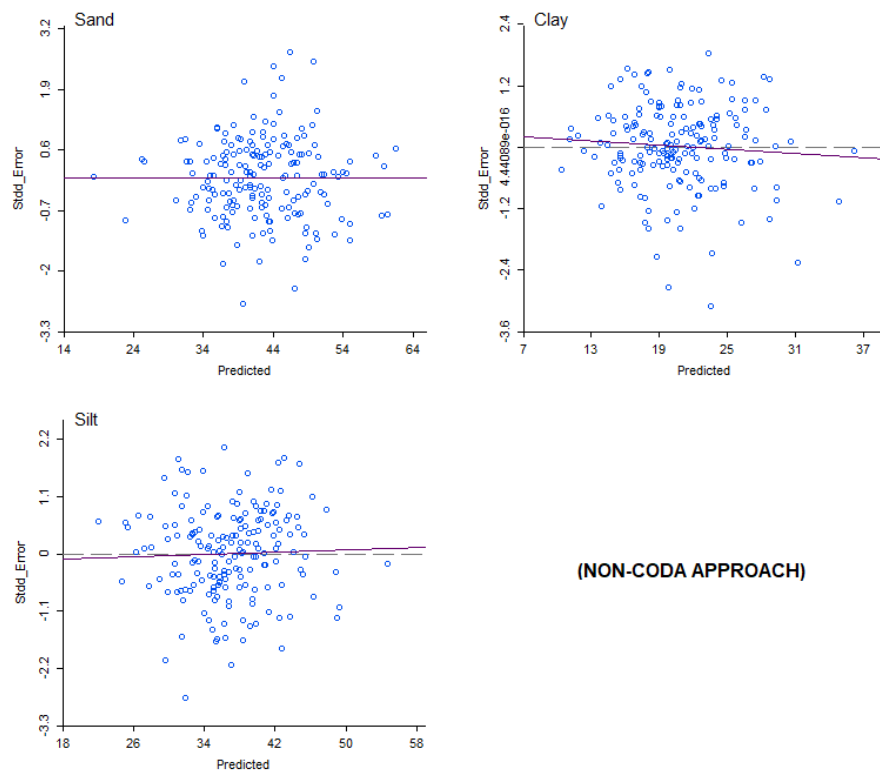 Sand
3.2
1.9
0.6
-0.7
-2
-3.3
Stdd_Error
14 24 34 44 54 64
Predicted
Clay
2.4
1.2
4.44089e-016
-1.2
-2.4
-3.6
Stdd_Error
7 13 19 25 31 37
Predicted
Silt
2.2
1.1
0
-1.1
-2.2
-3.3
Stdd_Error
18 26 34 42 50 58
Predicted
(NON-CODA APPROACH)